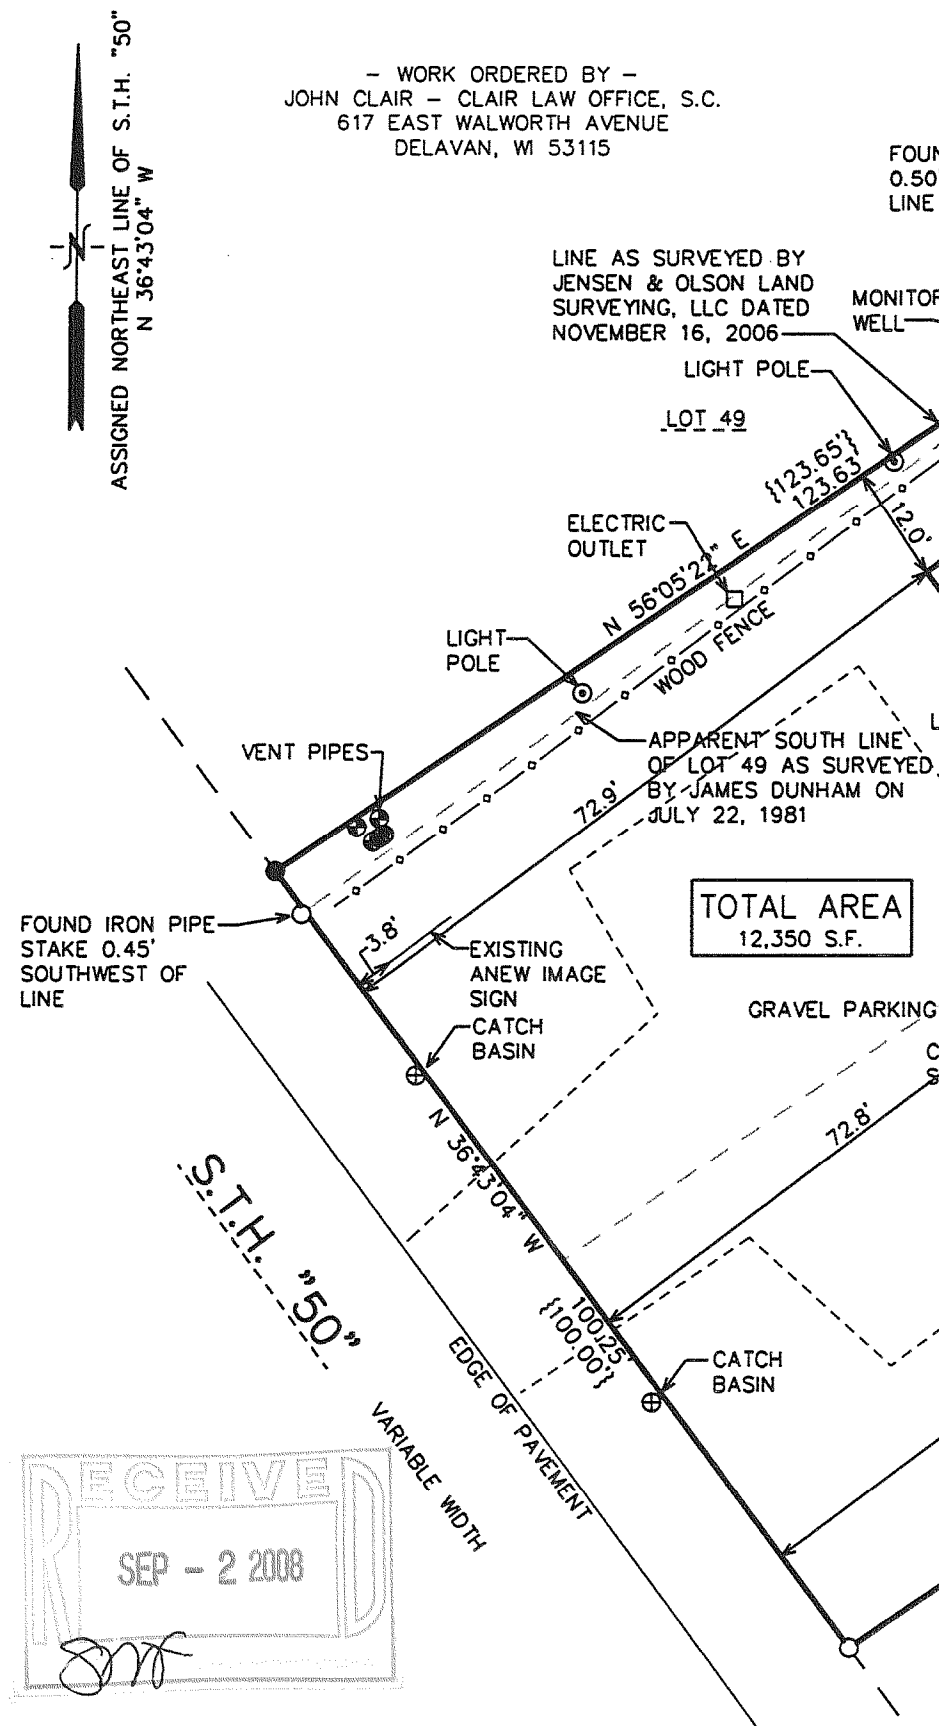 ASSIGNED NORTHEAST LINE OF S.T.H. "50"
N 36°43'04" W
N
– WORK ORDERED BY –
JOHN CLAIR – CLAIR LAW OFFICE, S.C.
617 EAST WALWORTH AVENUE
DELAVAN, WI 53115
0.50'
LINE
LINE AS SURVEYED BY
JENSEN & OLSON LAND
SURVEYING, LLC DATED
NOVEMBER 16, 2006
MONITOR
WELL
LIGHT POLE
LOT 49
{123.65'}
123.63'
12.0'
ELECTRIC
OUTLET
N 56°05'22" E
WOOD FENCE
LIGHT
POLE
VENT PIPES
APPARENT SOUTH LINE
OF LOT 49 AS SURVEYED
BY JAMES DUNHAM ON
JULY 22, 1981
72.9'
TOTAL AREA
12,350 S.F.
FOUND IRON PIPE
STAKE 0.45'
SOUTHWEST OF
LINE
3.8'
EXISTING
ANEW IMAGE
SIGN
GRAVEL PARKING
CATCH
BASIN
72.8'
N 36°43'04" W
S.T.H. "50"
100.25'
{100.00'}
CATCH
BASIN
EDGE OF PAVEMENT
VARIABLE WIDTH
RECEIVED
SEP - 2 2008